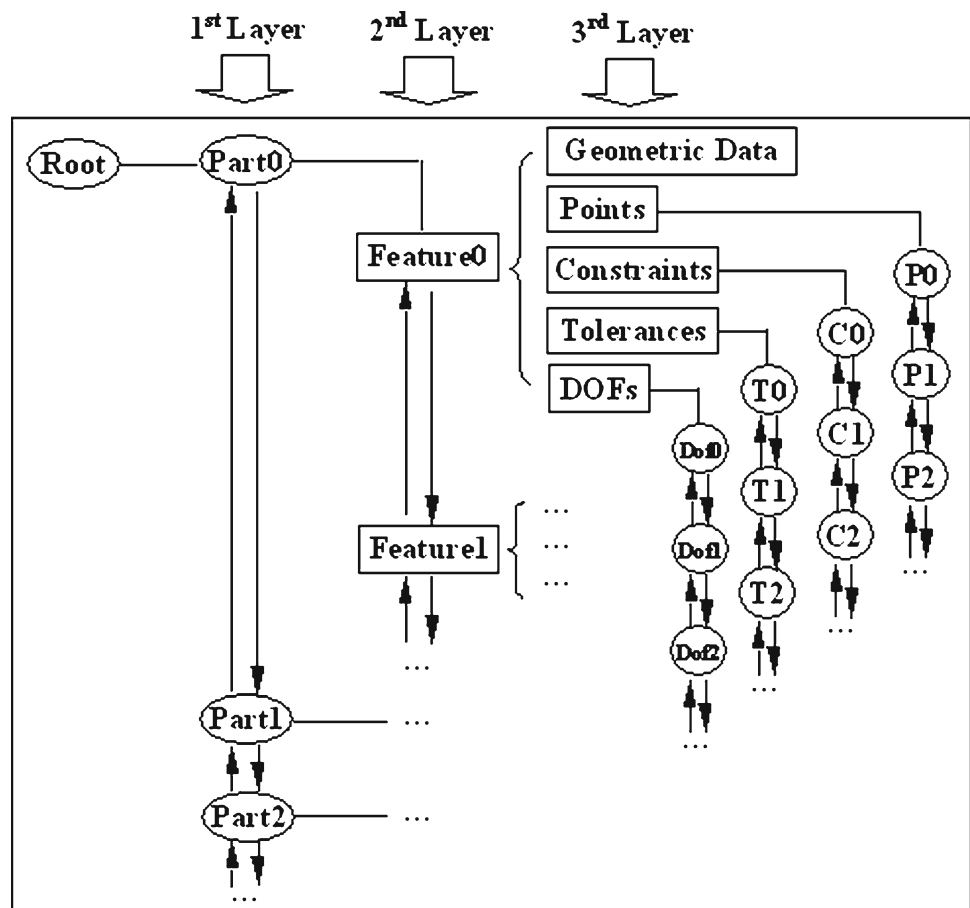 1st Layer
2nd Layer
3rd Layer
Root
Part0
Geometric Data
Points
Feature0
Constraints
P0
Tolerances
C0
DOFs
T0
P1
Dof0
C1
P2
T1
...
Feature1
...
...
Dof1
C2
...
T2
...
Dof2
...
...
...
Part1
...
Part2
...
...